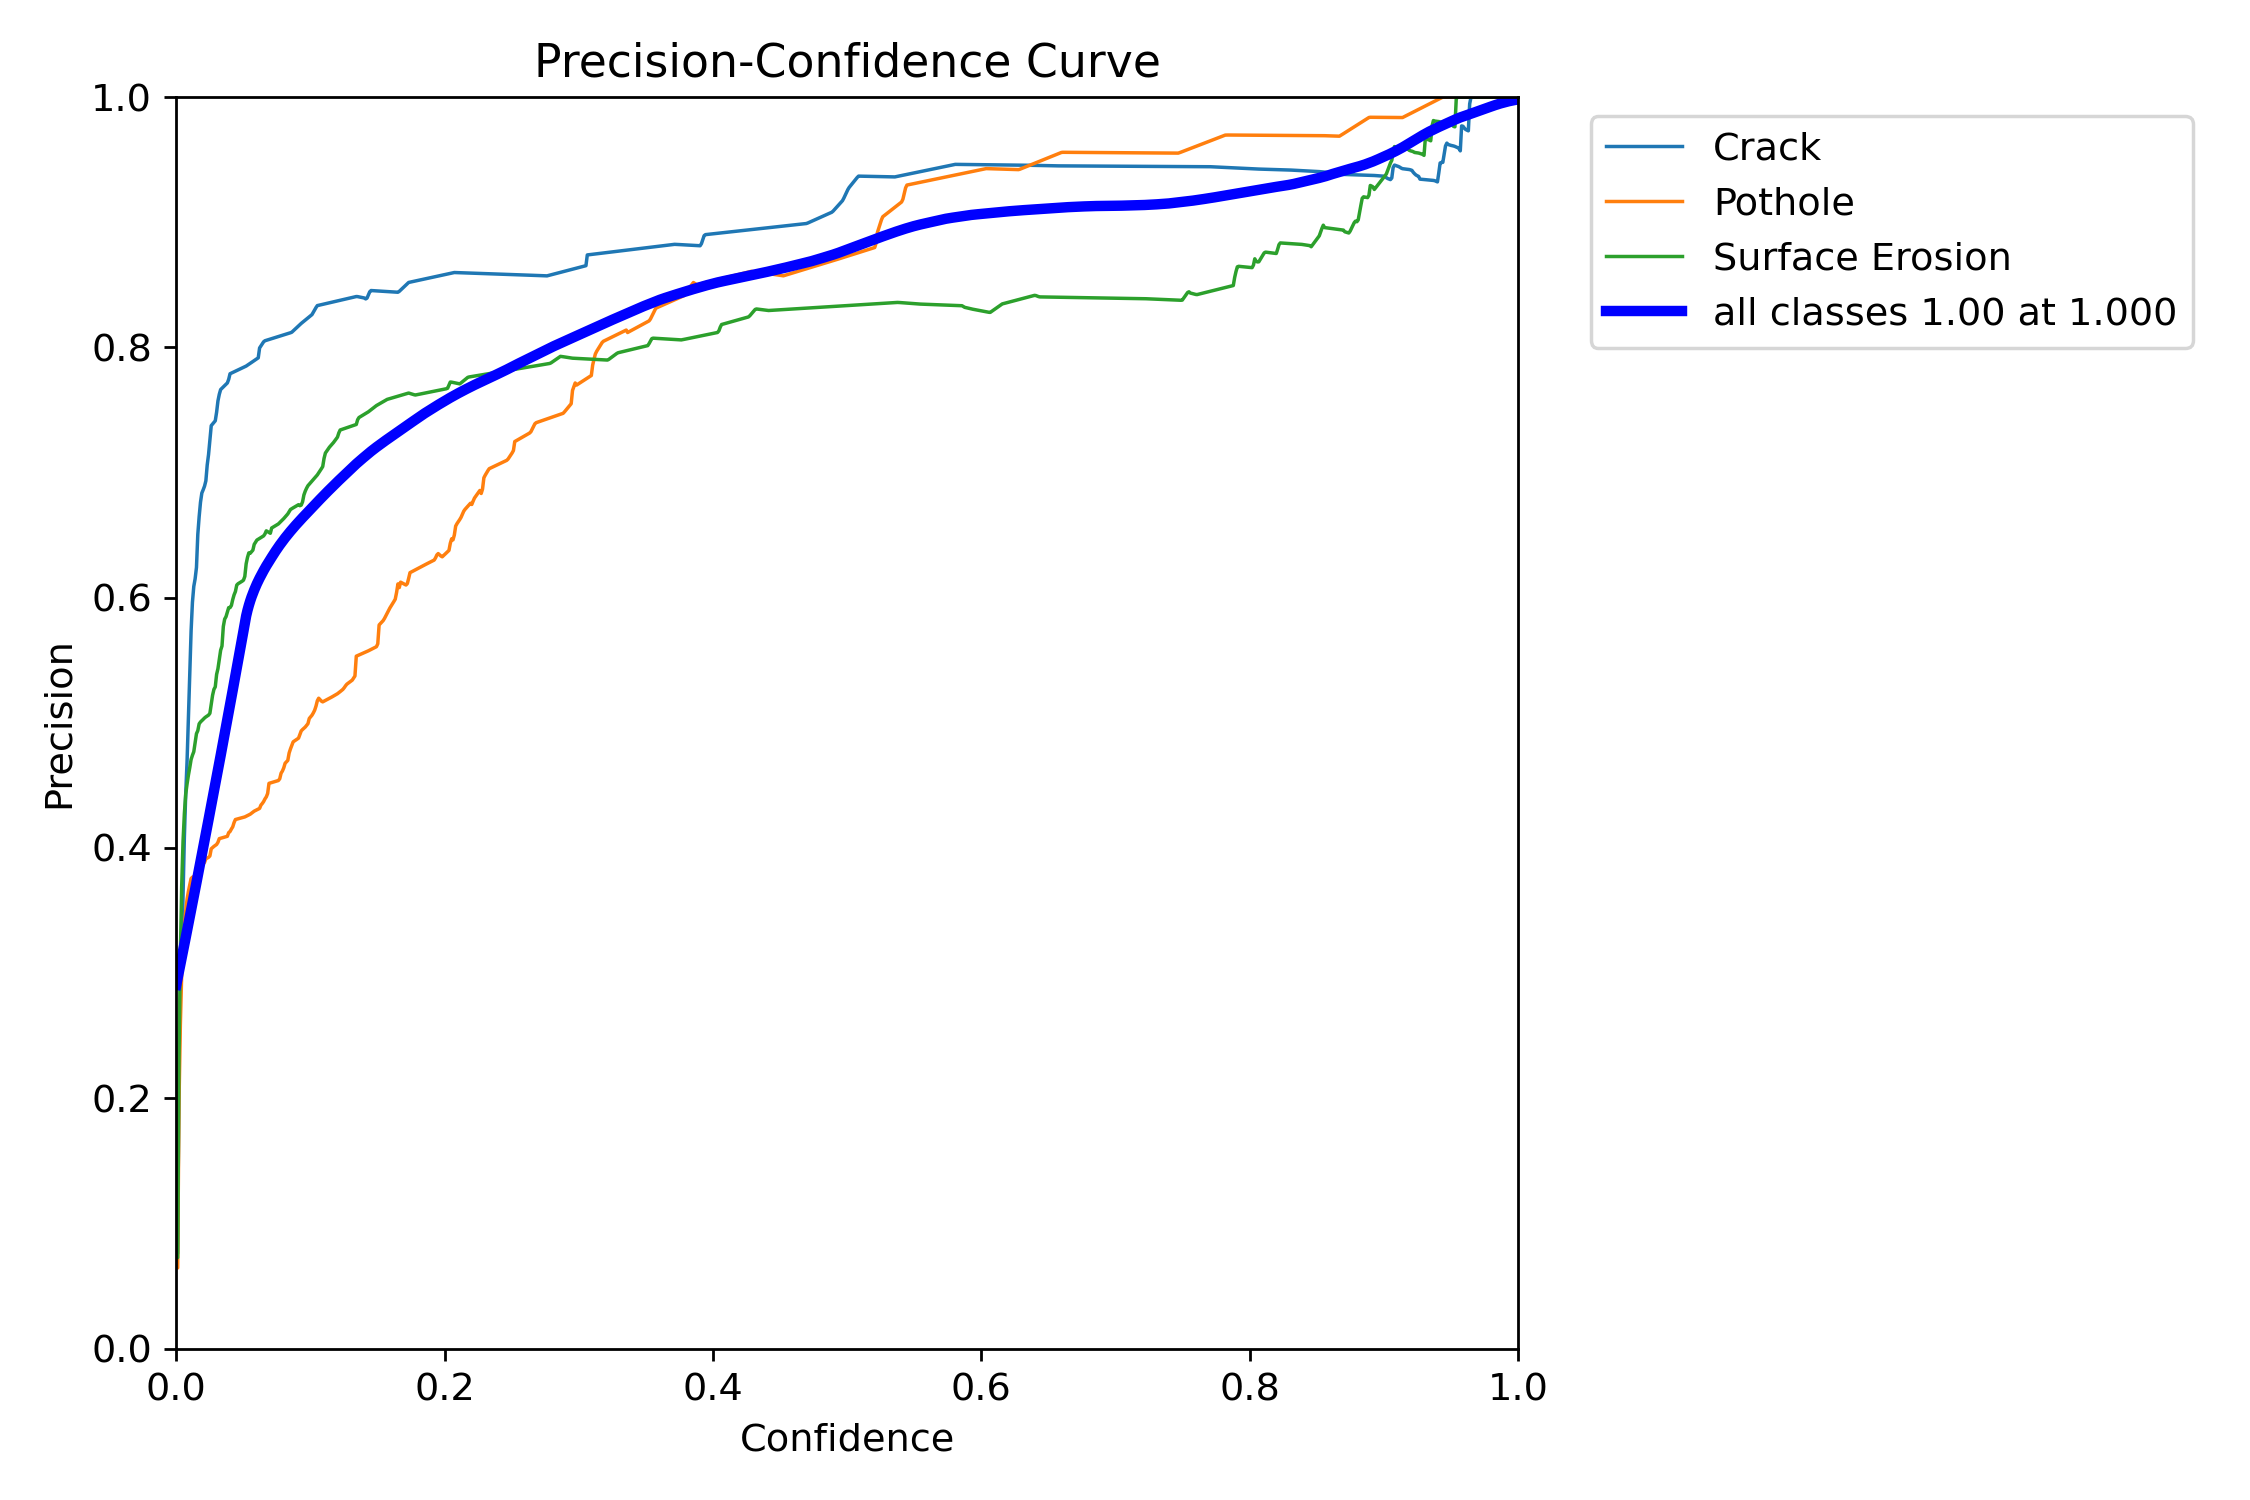 Precision-Confidence Curve
1.0
0.8
0.6
0.4
0.2
0.0
Precision
0.0 0.2 0.4 0.6 0.8 1.0
Confidence
Crack
Pothole
Surface Erosion
all classes 1.00 at 1.000